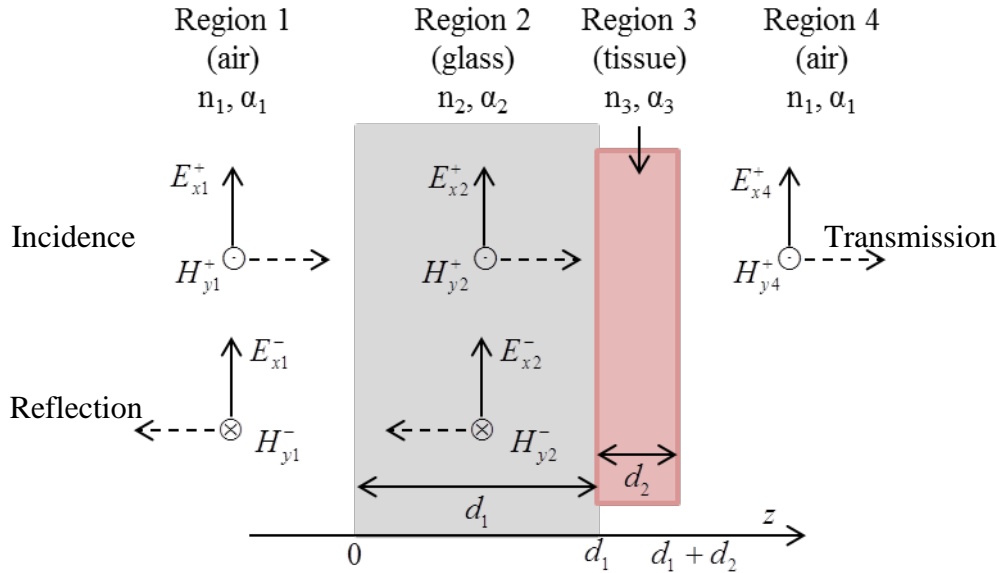 Region 1
(air)
n₁, α₁
Region 2
(glass)
n₂, α₂
Region 3
(tissue)
n₃, α₃
Region 4
(air)
n₁, α₁
E⁺ₓ₁
E⁺ₓ₂
E⁺ₓ₄
Incidence
Transmission
H⁺y1
H⁺y2
H⁺y4
E⁻ₓ₁
E⁻ₓ₂
Reflection
H⁻y1
H⁻y2
d₂
d₁
z
0
d₁
d₁ + d₂